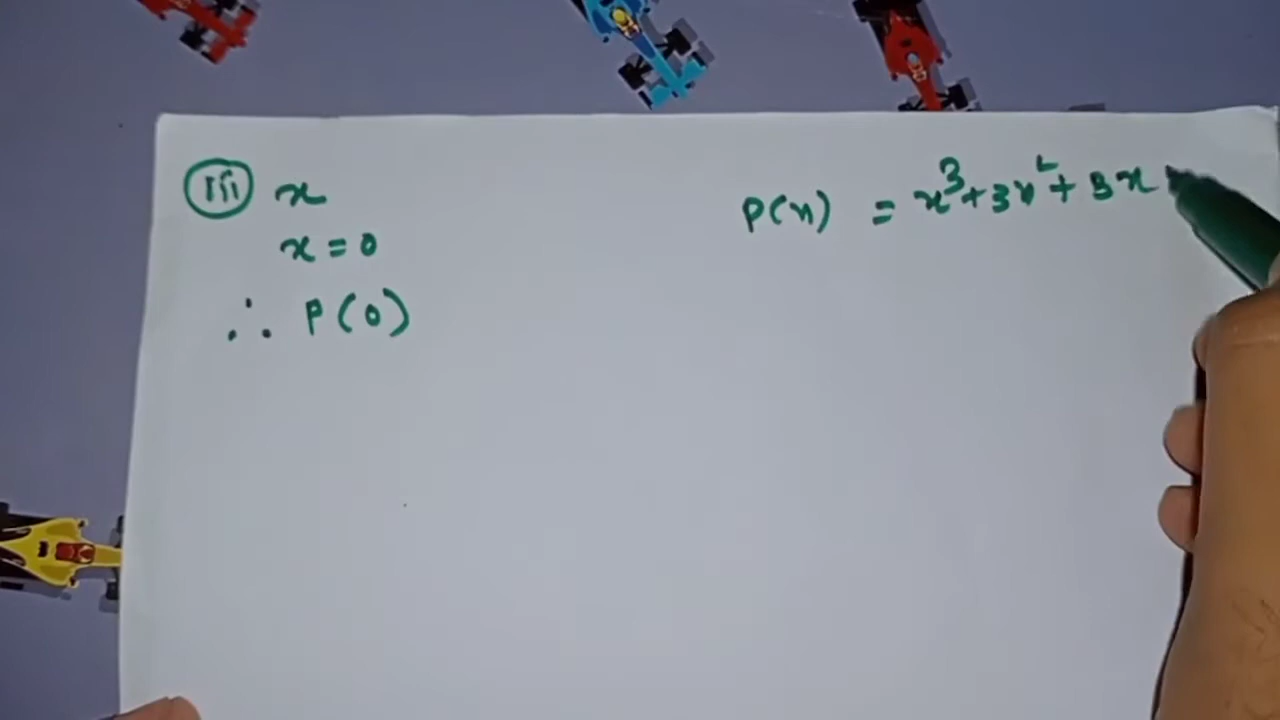 (iii) x
P(x) = x³ + 3x² + 3x
x = 0
∴ P(0)